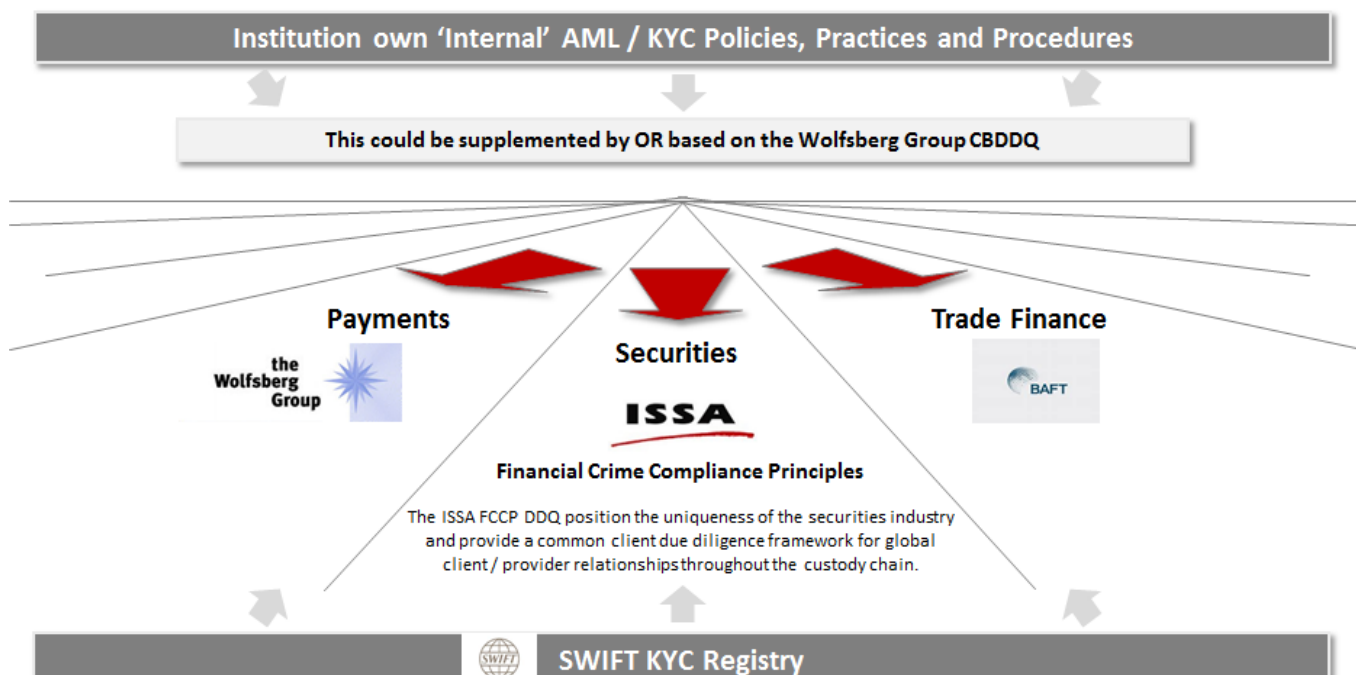 Institution own ‘Internal’ AML / KYC Policies, Practices and Procedures
This could be supplemented by OR based on the Wolfsberg Group CBDDQ
Payments
Trade Finance
the
Wolfsberg
Group
Securities
BAFT
ISSA
Financial Crime Compliance Principles
The ISSA FCCP DDQ position the uniqueness of the securities industry
and provide a common client due diligence framework for global
client / provider relationships throughout the custody chain.
SWIFT
SWIFT KYC Registry